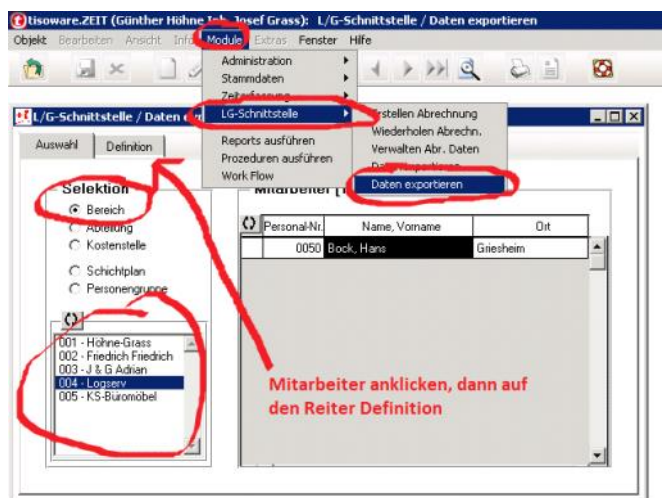 tisoware.ZEIT (Günther Höhne Inh. Josef Grass): L/G-Schnittstelle / Daten exportieren
Objekt Bearbeiten Ansicht Info Module Extras Fenster Hilfe
Administration
Stammdaten
Zeiterfassung
LG-Schnittstelle
Reports ausführen
Prozeduren ausführen
Work Flow
Erstellen Abrechnung
Wiederholen Abrechn.
Verwalten Abr. Daten
Daten exportieren
L/G-Schnittstelle / Daten
Auswahl Definition
Selektion
Bereich
Abteilung
Kostenstelle
Schichtplan
Personengruppe
001 - Höhne-Grass
002 - Friedrich Friedrich
003 - J & G Adrian
004 - Logserv
005 - KS-Büromöbel
Mitarbeiter
Personal-Nr. Name, Vorname Ort
0050 Bock, Hans Griesheim
Mitarbeiter anklicken, dann auf
den Reiter Definition